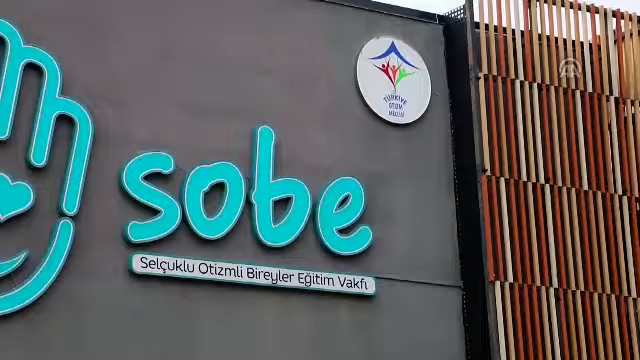 TÜRKİYE
OTİZM
MECLİSİ
sobe
Selçuklu Otizmli Bireyler Eğitim Vakfı